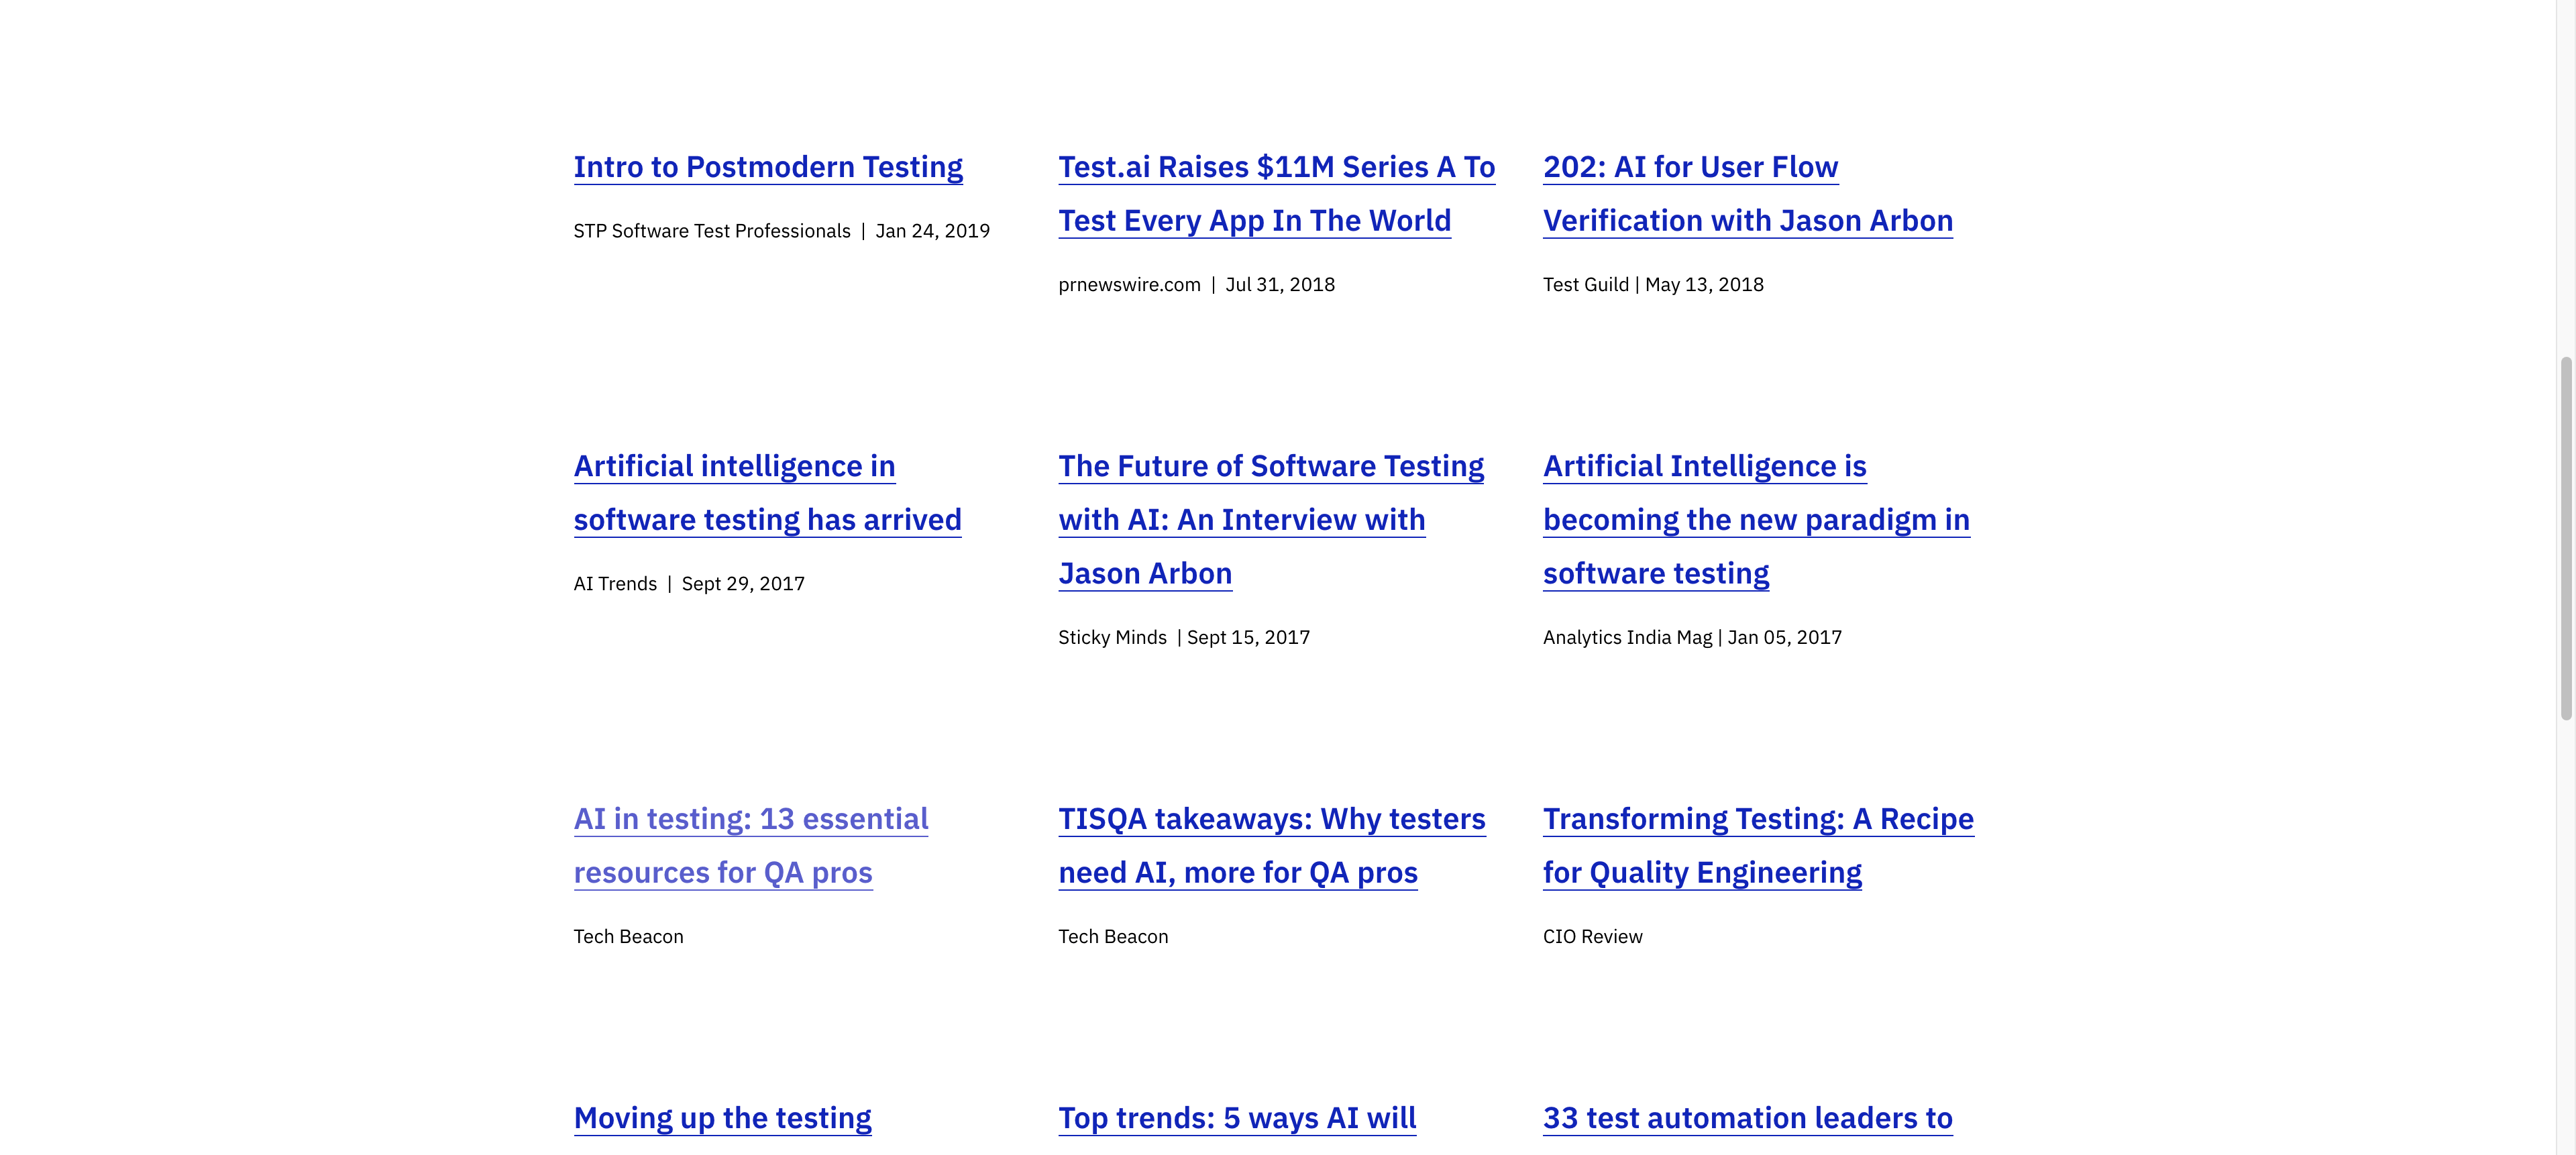 Intro to Postmodern Testing
STP Software Test Professionals | Jan 24, 2019
Test.ai Raises $11M Series A To
Test Every App In The World
prnewswire.com | Jul 31, 2018
202: AI for User Flow
Verification with Jason Arbon
Test Guild | May 13, 2018
Artificial intelligence in
software testing has arrived
AI Trends | Sept 29, 2017
The Future of Software Testing
with AI: An Interview with
Jason Arbon
Sticky Minds | Sept 15, 2017
Artificial Intelligence is
becoming the new paradigm in
software testing
Analytics India Mag | Jan 05, 2017
AI in testing: 13 essential
resources for QA pros
Tech Beacon
TISQA takeaways: Why testers
need AI, more for QA pros
Tech Beacon
Transforming Testing: A Recipe
for Quality Engineering
CIO Review
Moving up the testing
Top trends: 5 ways AI will
33 test automation leaders to